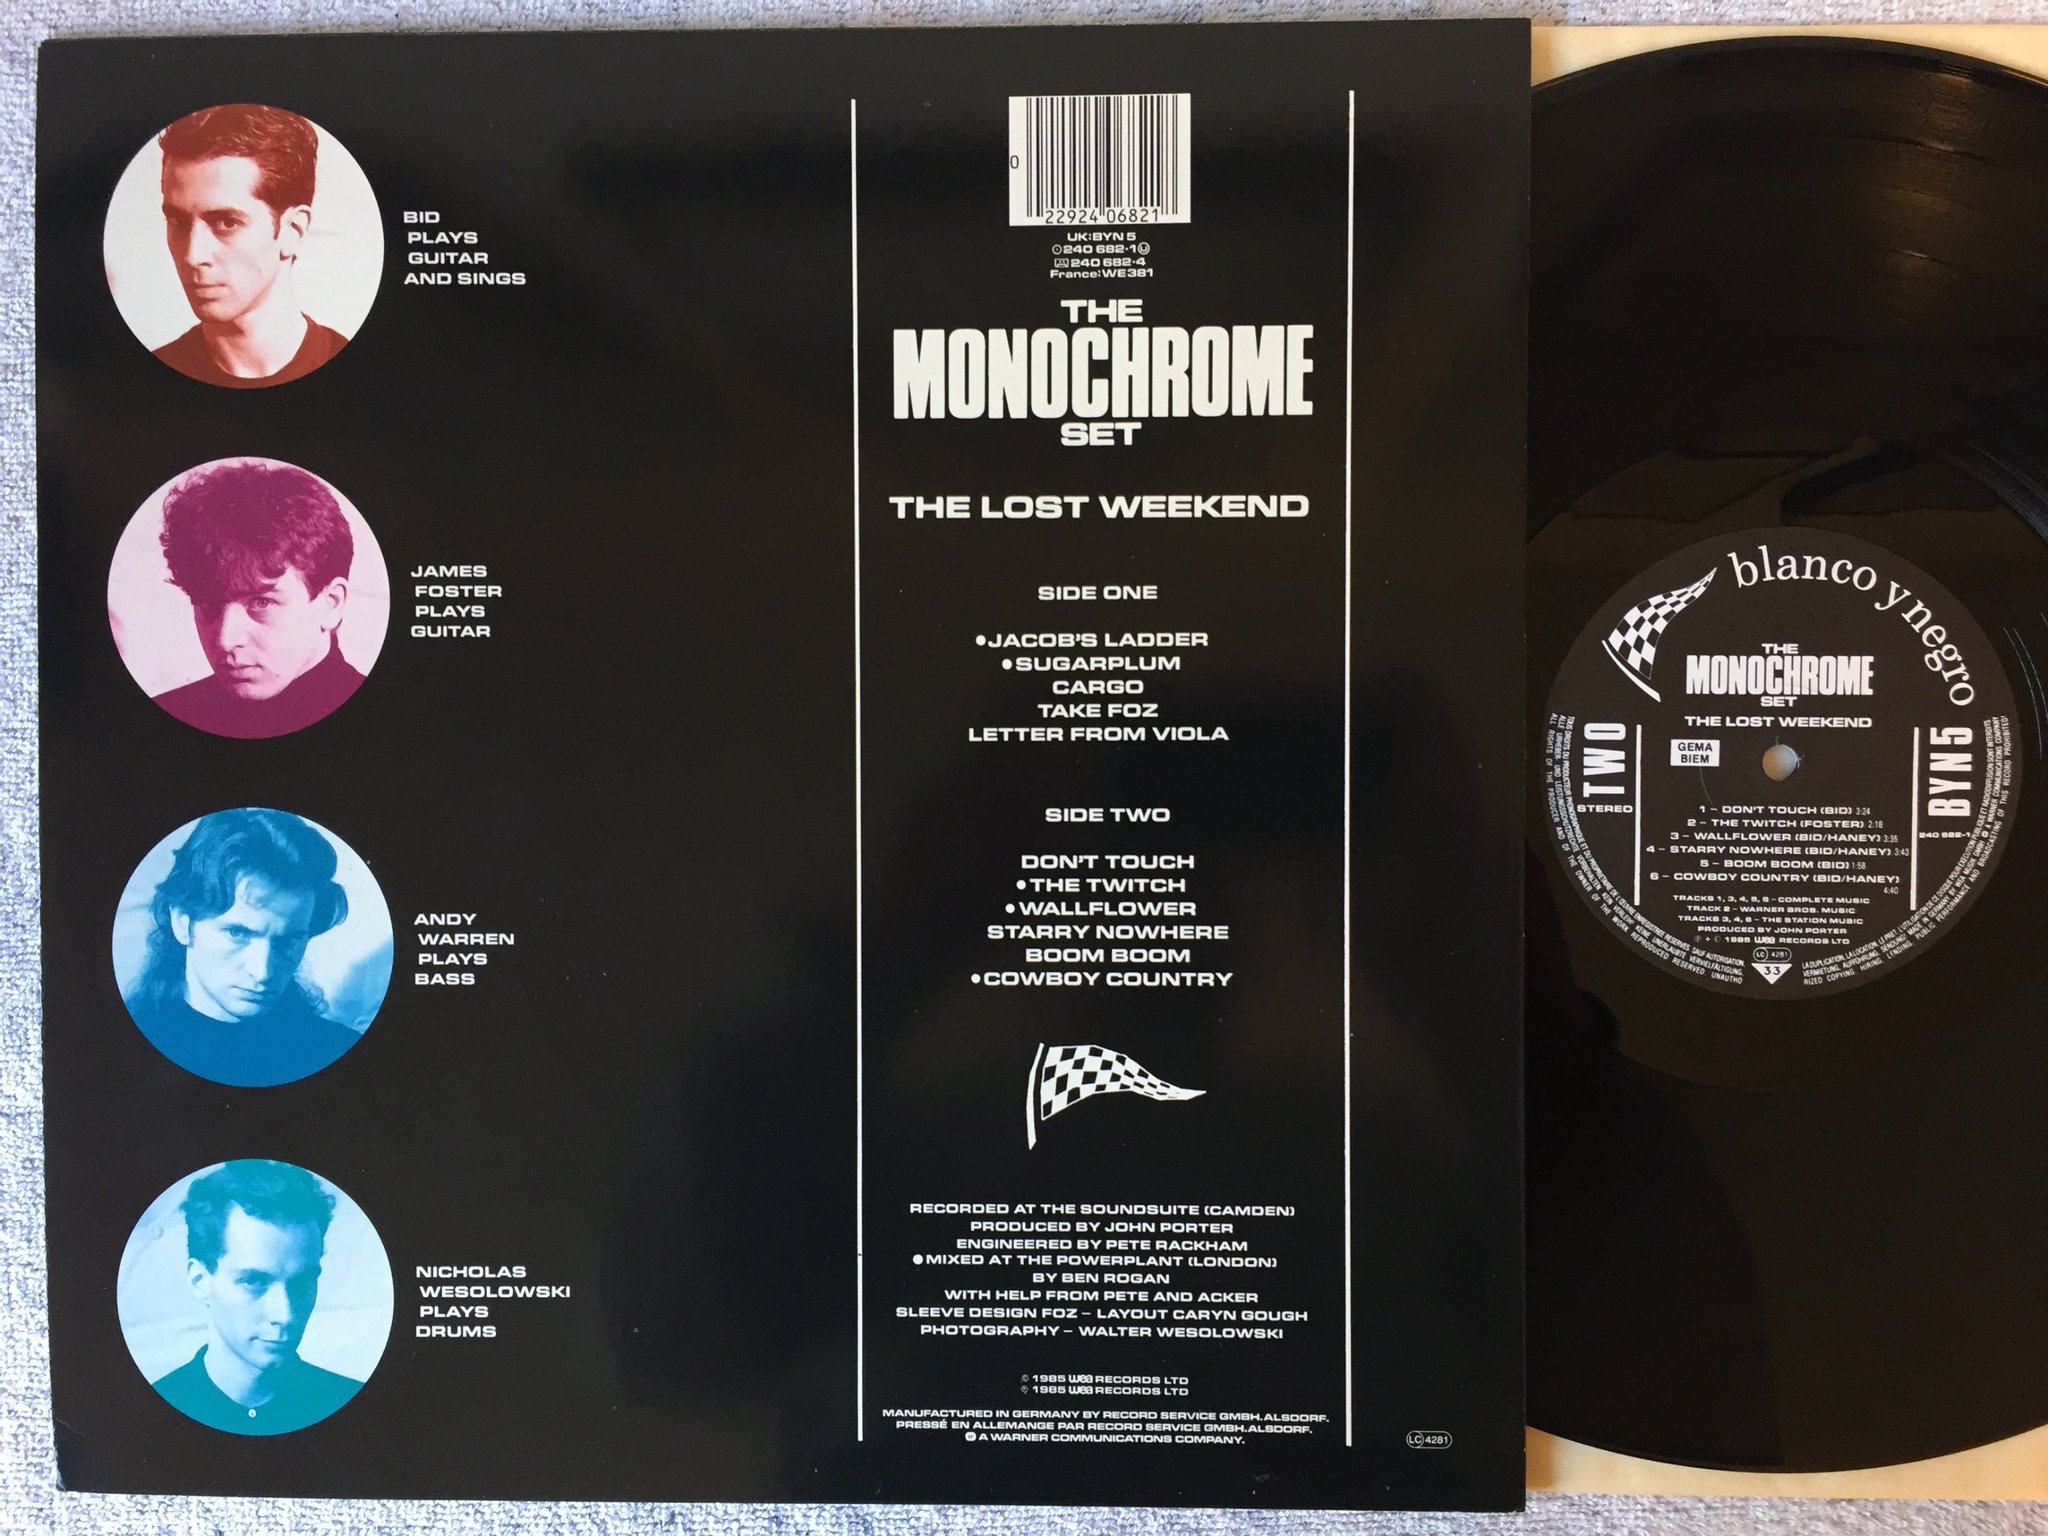 BID
PLAYS
GUITAR
AND SINGS
JAMES
FOSTER
PLAYS
GUITAR
ANDY
WARREN
PLAYS
BASS
NICHOLAS
WESOLOWSKI
PLAYS
DRUMS
0
22924 06821
UK:BYN 5
240 682-1 U
240 682-4
France:WE381
THE
MONOCHROME
SET
THE LOST WEEKEND
SIDE ONE
•JACOB'S LADDER
•SUGARPLUM
CARGO
TAKE FOZ
LETTER FROM VIOLA
SIDE TWO
DON'T TOUCH
•THE TWITCH
•WALLFLOWER
STARRY NOWHERE
BOOM BOOM
•COWBOY COUNTRY
RECORDED AT THE SOUNDSUITE (CAMDEN)
PRODUCED BY JOHN PORTER
ENGINEERED BY PETE RACKHAM
•MIXED AT THE POWERPLANT (LONDON)
BY BEN ROGAN
WITH HELP FROM PETE AND ACKER
SLEEVE DESIGN FOZ – LAYOUT CARYN GOUGH
PHOTOGRAPHY – WALTER WESOLOWSKI
© 1985 wea RECORDS LTD
℗ 1985 wea RECORDS LTD
MANUFACTURED IN GERMANY BY RECORD SERVICE GMBH. ALSDORF.
PRESSÉ EN ALLEMANGE PAR RECORD SERVICE GMBH. ALSDORF.
A WARNER COMMUNICATIONS COMPANY.
LC 4281
blanco y negro
THE
MONOCHROME
SET
THE LOST WEEKEND
GEMA
BIEM
TWO
STEREO
BYN 5
240 682-1
1 – DON'T TOUCH (BID) 3:24
2 – THE TWITCH (FOSTER) 2.18
3 – WALLFLOWER (BID/HANEY) 3:35
4 – STARRY NOWHERE (BID/HANEY) 3:43
5 – BOOM BOOM (BID) 1:58
6 – COWBOY COUNTRY (BID/HANEY)
4:40
TRACKS 1, 3, 4, 5, 6 – COMPLETE MUSIC
TRACK 2 – WARNER BROS. MUSIC
TRACKS 3, 4, 6 – THE STATION MUSIC
PRODUCED BY JOHN PORTER
℗ + © 1985 wea RECORDS LTD
LC 4281
33